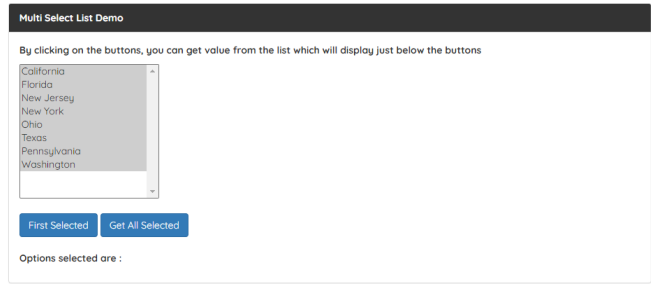 Multi Select List Demo
By clicking on the buttons, you can get value from the list which will display just below the buttons
California
Florida
New Jersey
New York
Ohio
Texas
Pennsylvania
Washington
First Selected Get All Selected
Options selected are :